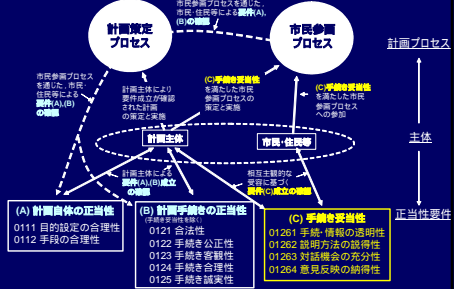 市民参画プロセスを通じた,
市民・住民等による要件(A),
(B)の確認
計画策定
プロセス
市民参画
プロセス
計画プロセス
市民参画プロセス
を通じた, 市民・
住民等による
要件(A),(B)
の確認
計画主体により
要件成立が確認
された計画
の策定と実施
(C)手続き妥当性
を満たした市民
参画プロセスの
策定と実施
(C)手続き妥当性
を満たした市民
参画プロセス
への参加
計画主体
市民・住民等
主体
計画主体による
要件(A),(B)成立
の確認
相互主観的な
受容に基づく
要件(C)成立の確認
正当性要件
(A) 計画自体の正当性
0111 目的設定の合理性
0112 手段の合理性
(B) 計画手続きの正当性
(手続き妥当性を除く)
0121 合法性
0122 手続き公正性
0123 手続き客観性
0124 手続き合理性
0125 手続き誠実性
(C) 手続き妥当性
01261 手続・情報の透明性
01262 説明方法の説得性
01263 対話機会の充分性
01264 意見反映の納得性